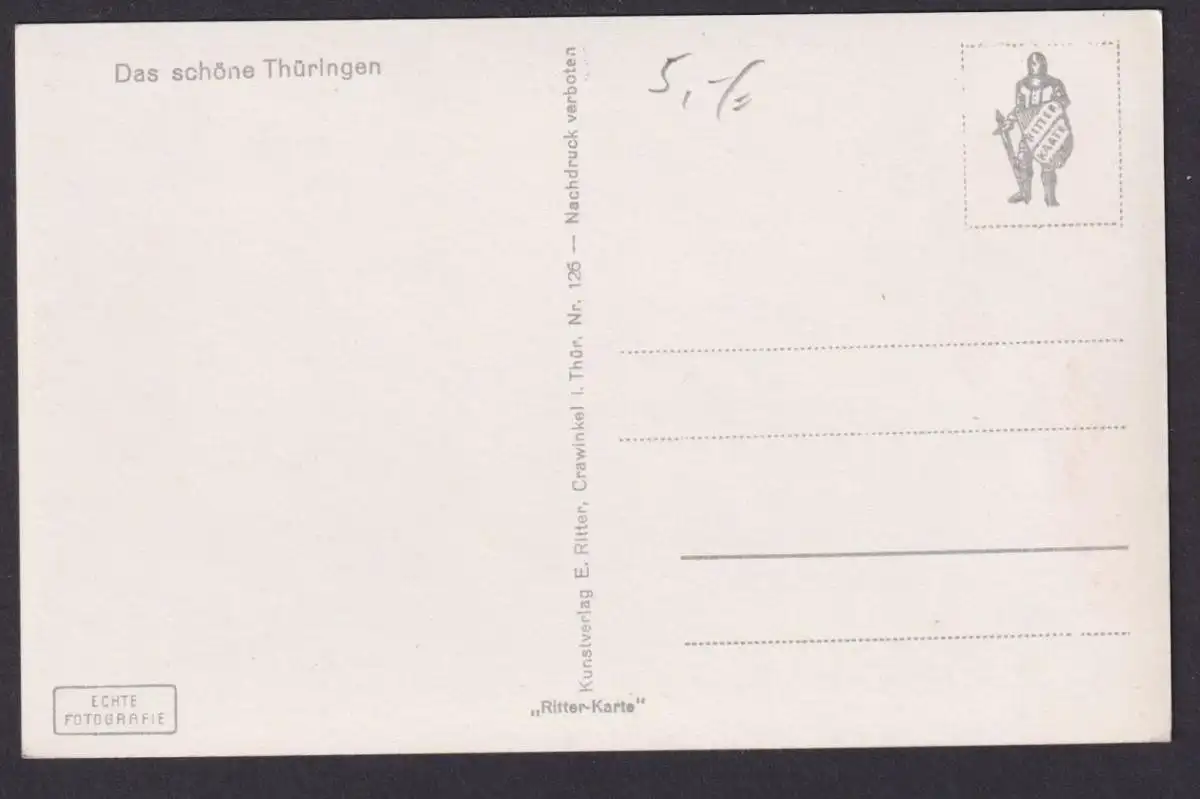 Das schöne Thüringen
Kunstverlag E. Ritter, Crawinkel i. Thür. Nr. 126 — Nachdruck verboten
5,-/=
RITTER
KARTE
ECHTE
FOTOGRAFIE
„Ritter-Karte"